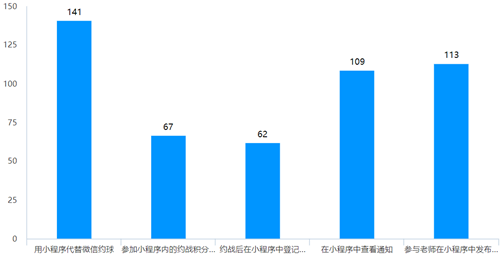 150
125
100
75
50
25
0
141
67
62
109
113
用小程序代替微信约球
参加小程序内的约战积分...
约战后在小程序中登记...
在小程序中查看通知
参与老师在小程序中发布...